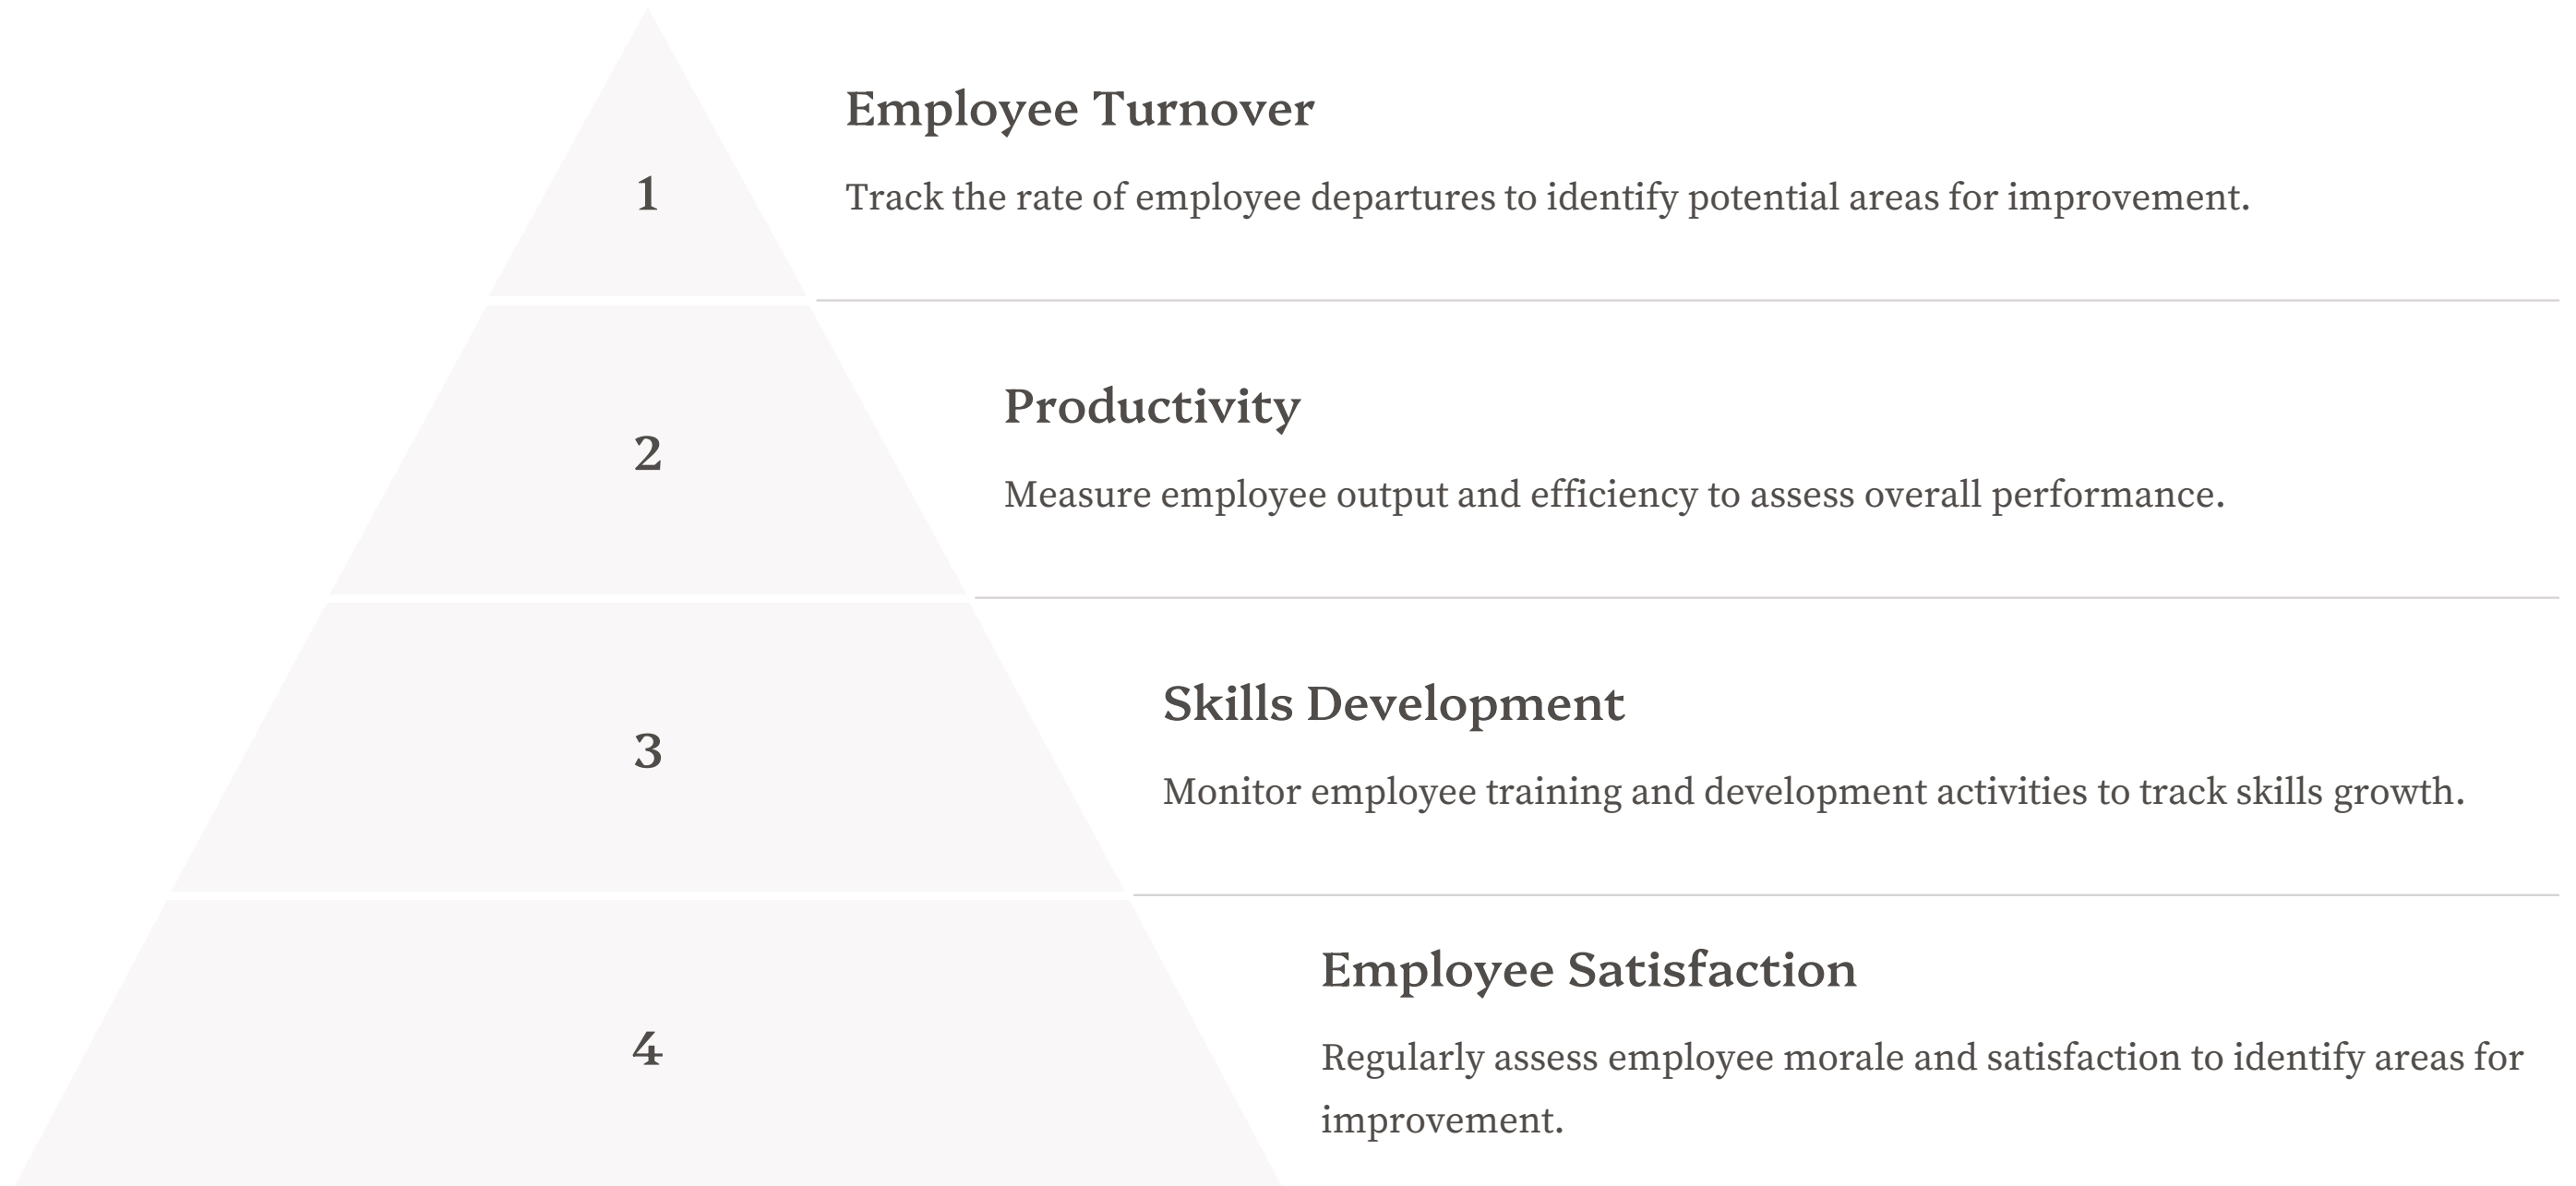 Employee Turnover
1
Track the rate of employee departures to identify potential areas for improvement.
Productivity
2
Measure employee output and efficiency to assess overall performance.
Skills Development
3
Monitor employee training and development activities to track skills growth.
Employee Satisfaction
4
Regularly assess employee morale and satisfaction to identify areas for
improvement.